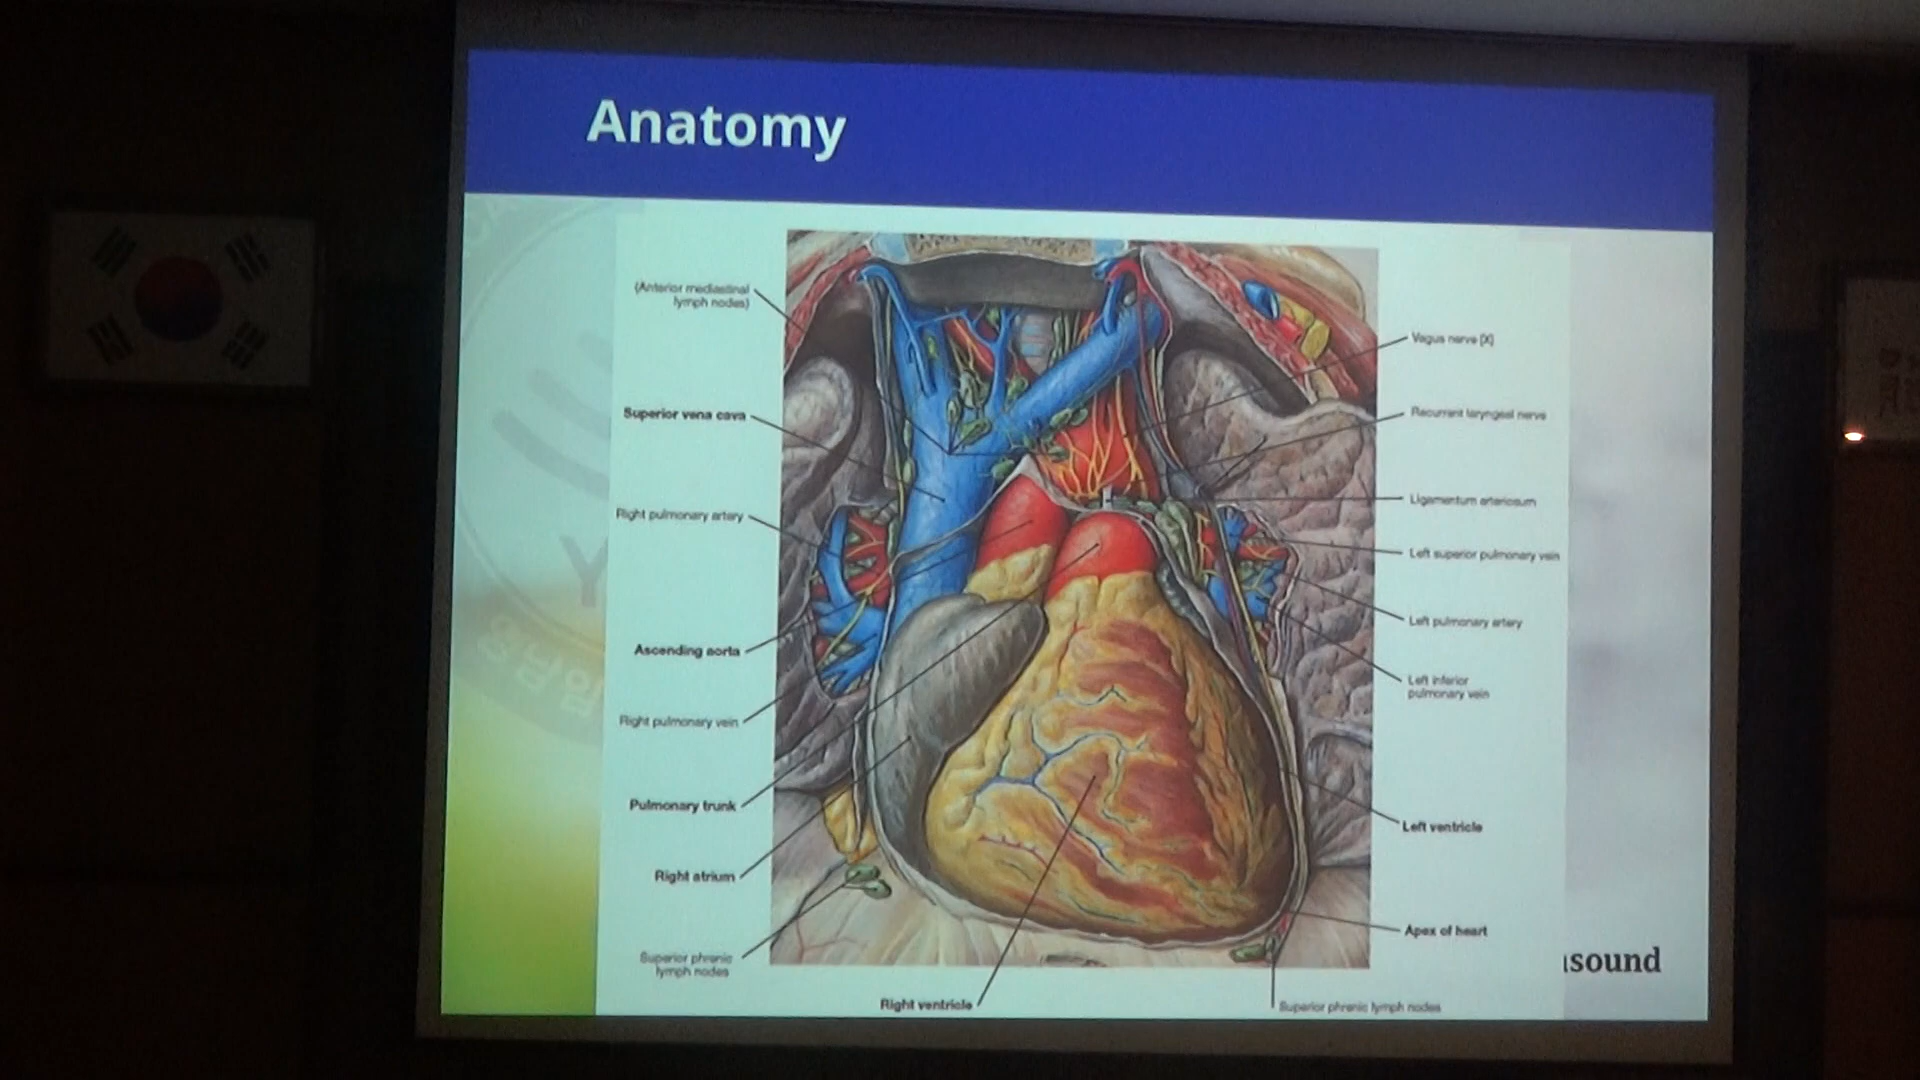 Anatomy
(Anterior mediastinal
lymph nodes)
Superior vena cava
Right pulmonary artery
Ascending aorta
Right pulmonary vein
Pulmonary trunk
Right atrium
Superior phrenic
lymph nodes
Right ventricle
Vagus nerve [X]
Recurrent laryngeal nerve
Ligamentum arteriosum
Left superior pulmonary vein
Left pulmonary artery
Left inferior
pulmonary vein
Left ventricle
Apex of heart
Superior phrenic lymph nodes
sound